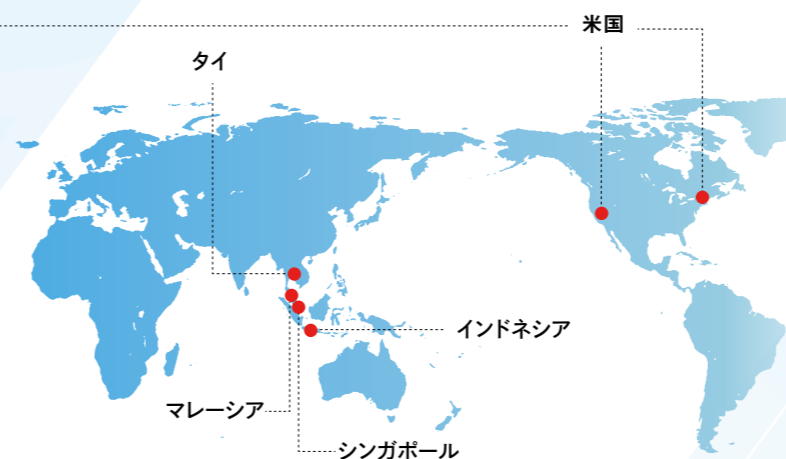 米国
タイ
インドネシア
マレーシア
シンガポール